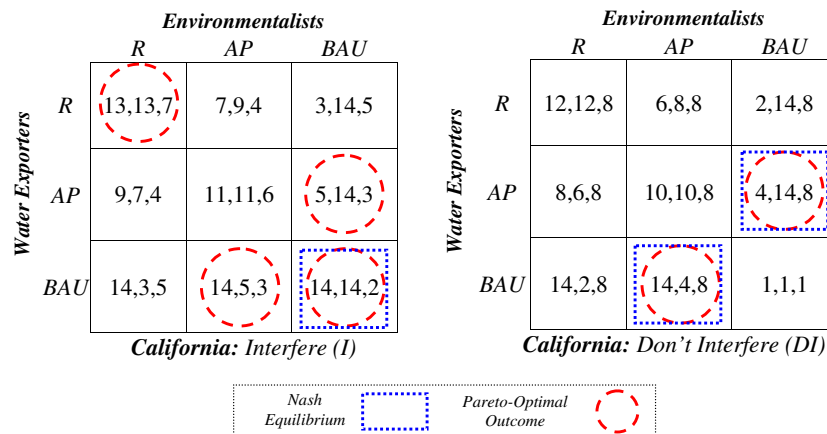 Environmentalists
R AP BAU
Water Exporters
R 13,13,7 7,9,4 3,14,5
AP 9,7,4 11,11,6 5,14,3
BAU 14,3,5 14,5,3 14,14,2
California: Interfere (I)
Environmentalists
R AP BAU
Water Exporters
R 12,12,8 6,8,8 2,14,8
AP 8,6,8 10,10,8 4,14,8
BAU 14,2,8 14,4,8 1,1,1
California: Don't Interfere (DI)
Nash
Equilibrium
Pareto-Optimal
Outcome